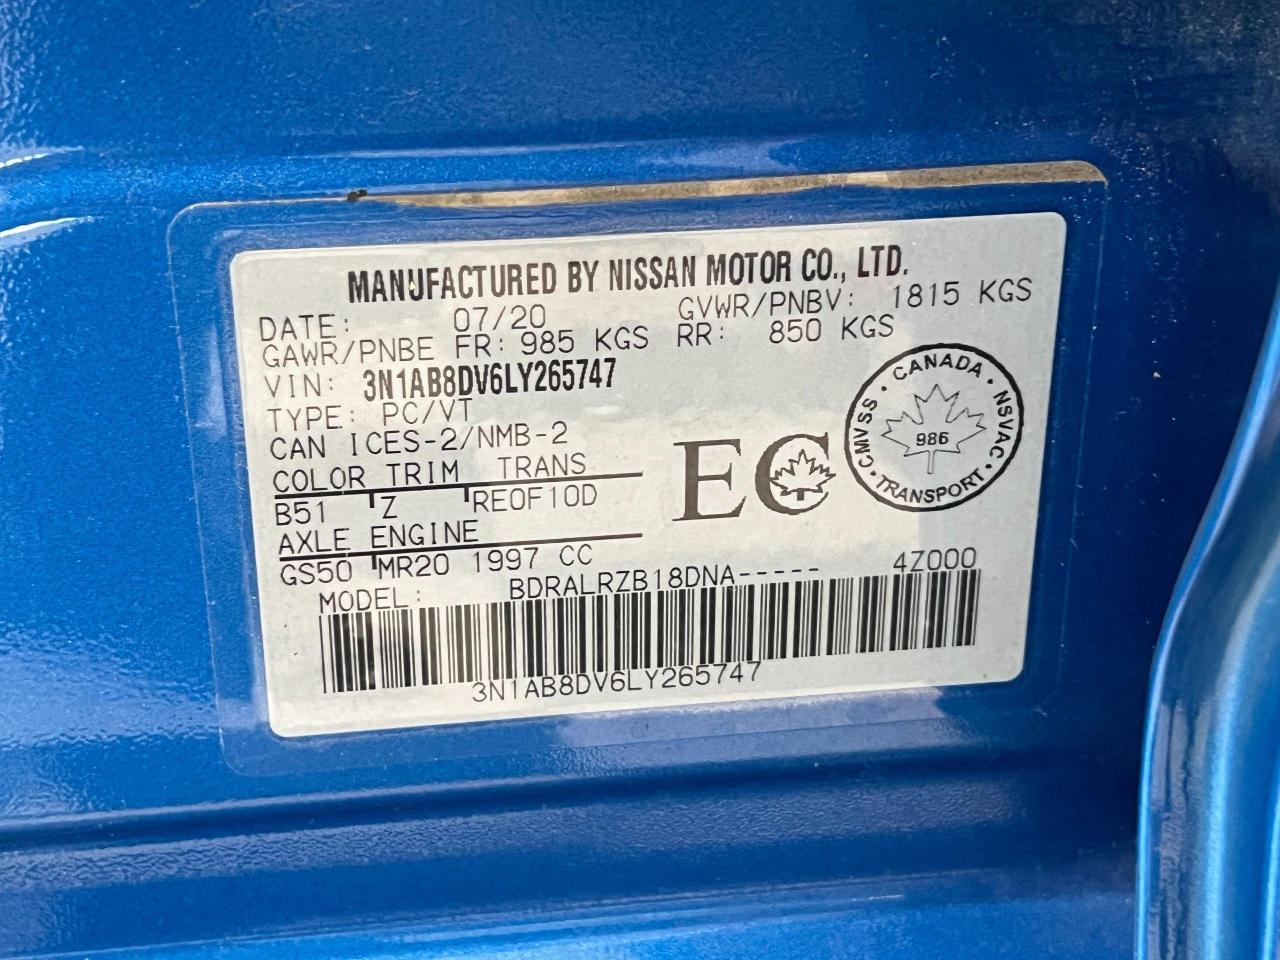 MANUFACTURED BY NISSAN MOTOR CO., LTD.
DATE: 07/20 GVWR/PNBV: 1815 KGS
GAWR/PNBE FR: 985 KGS RR: 850 KGS
VIN: 3N1AB8DV6LY265747
TYPE: PC/VT
CAN ICES-2/NMB-2
COLOR TRIM TRANS
B51 Z RE0F10D
AXLE ENGINE
GS50 MR20 1997 CC
EC
CANADA
CMVSS · NSVAC
986
TRANSPORT
MODEL: BDRALRZB18DNA----- 4Z000
3N1AB8DV6LY265747